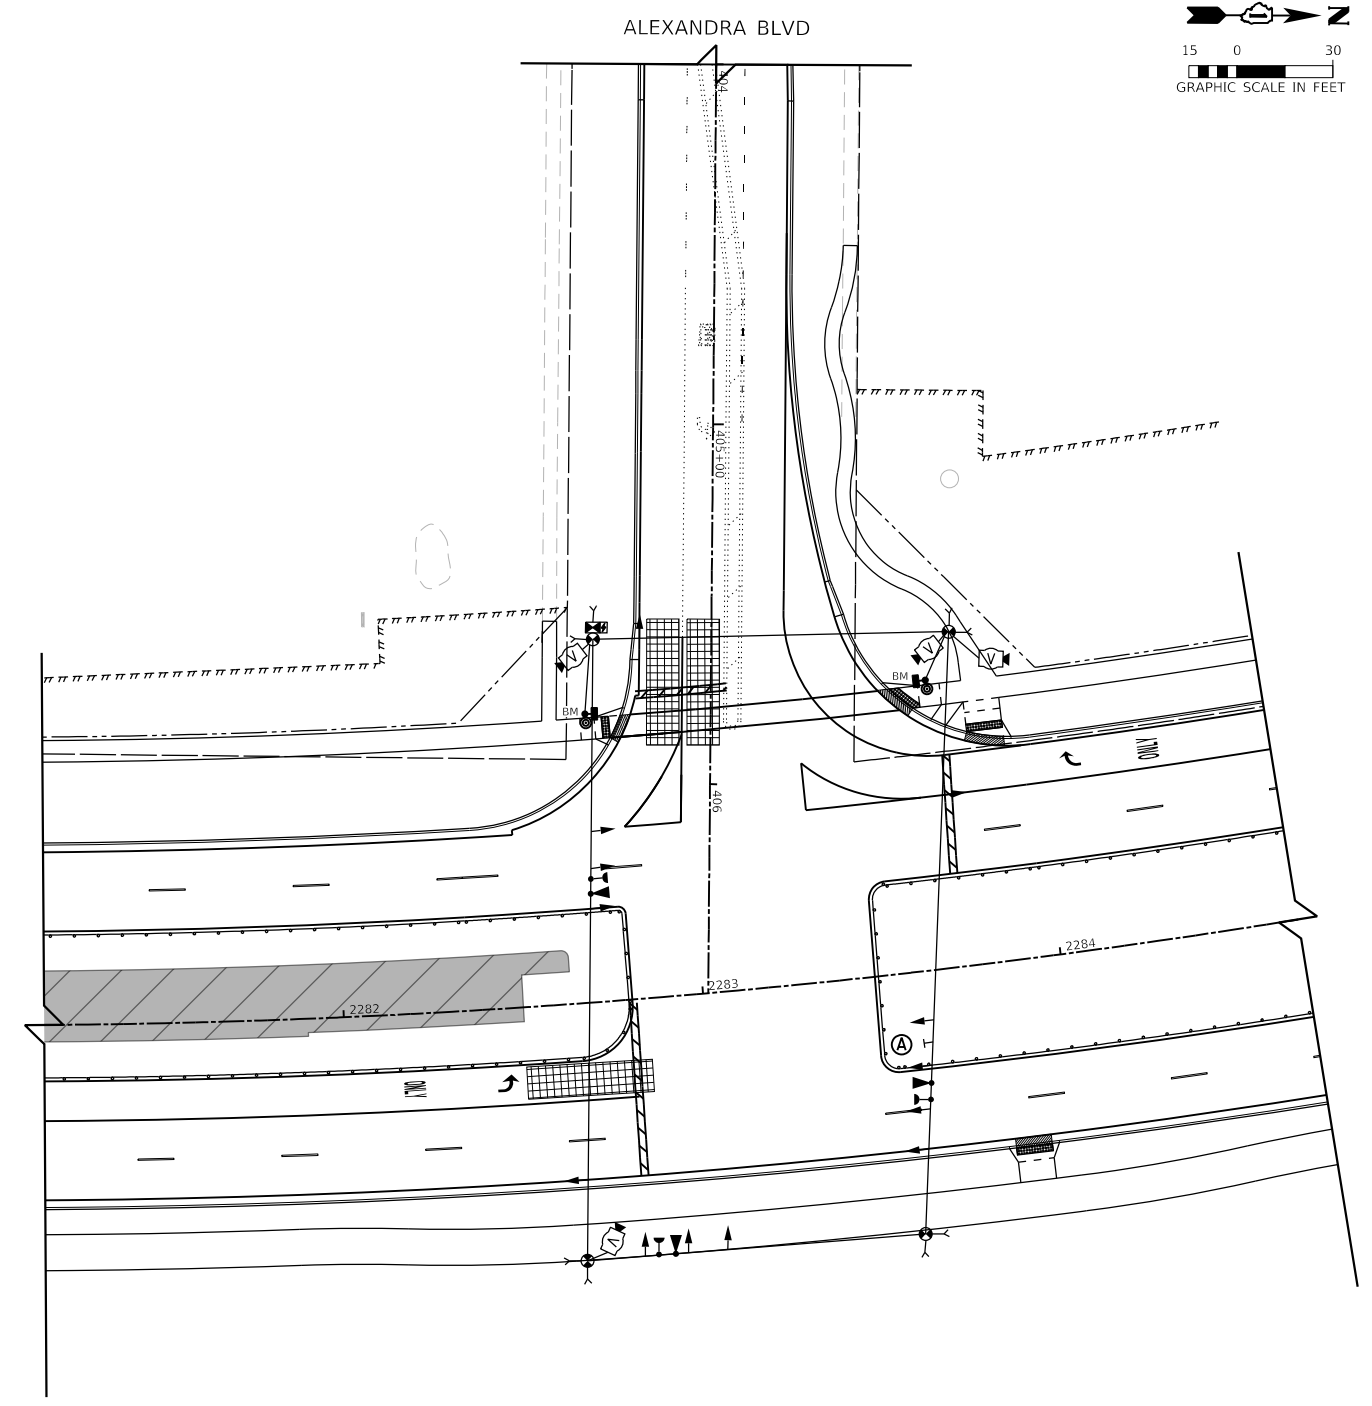 ALEXANDRA BLVD
N
15 0 30
GRAPHIC SCALE IN FEET
404
405+00
V
V
V
BM
BM
ONLY
406
2284
2283
2282
A
ONLY
V